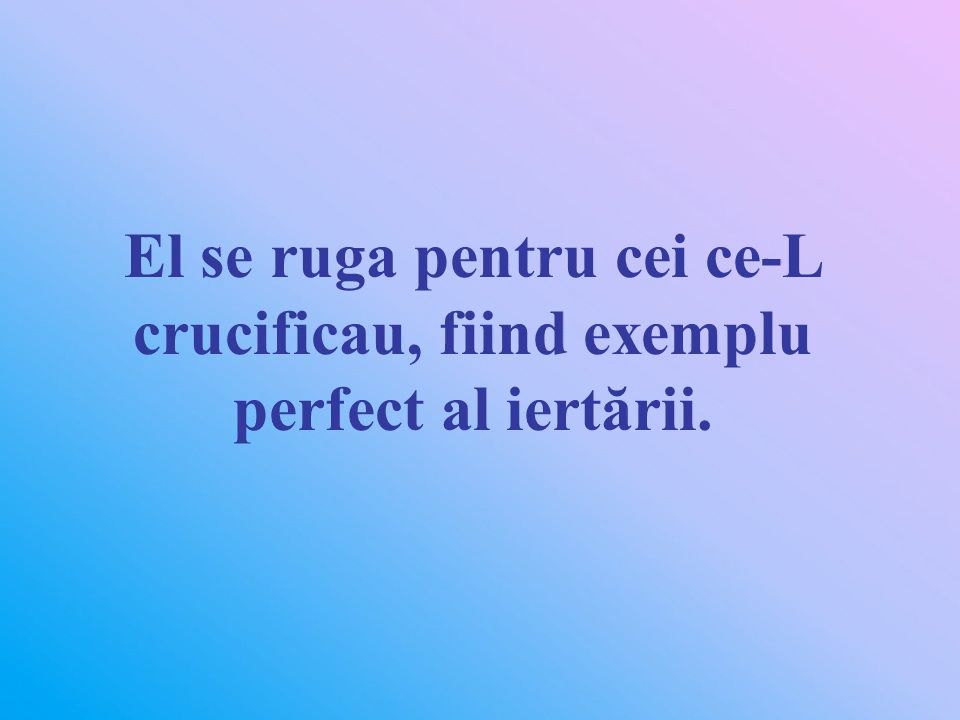 El se ruga pentru cei ce-L
crucificau, fiind exemplu
perfect al iertării.